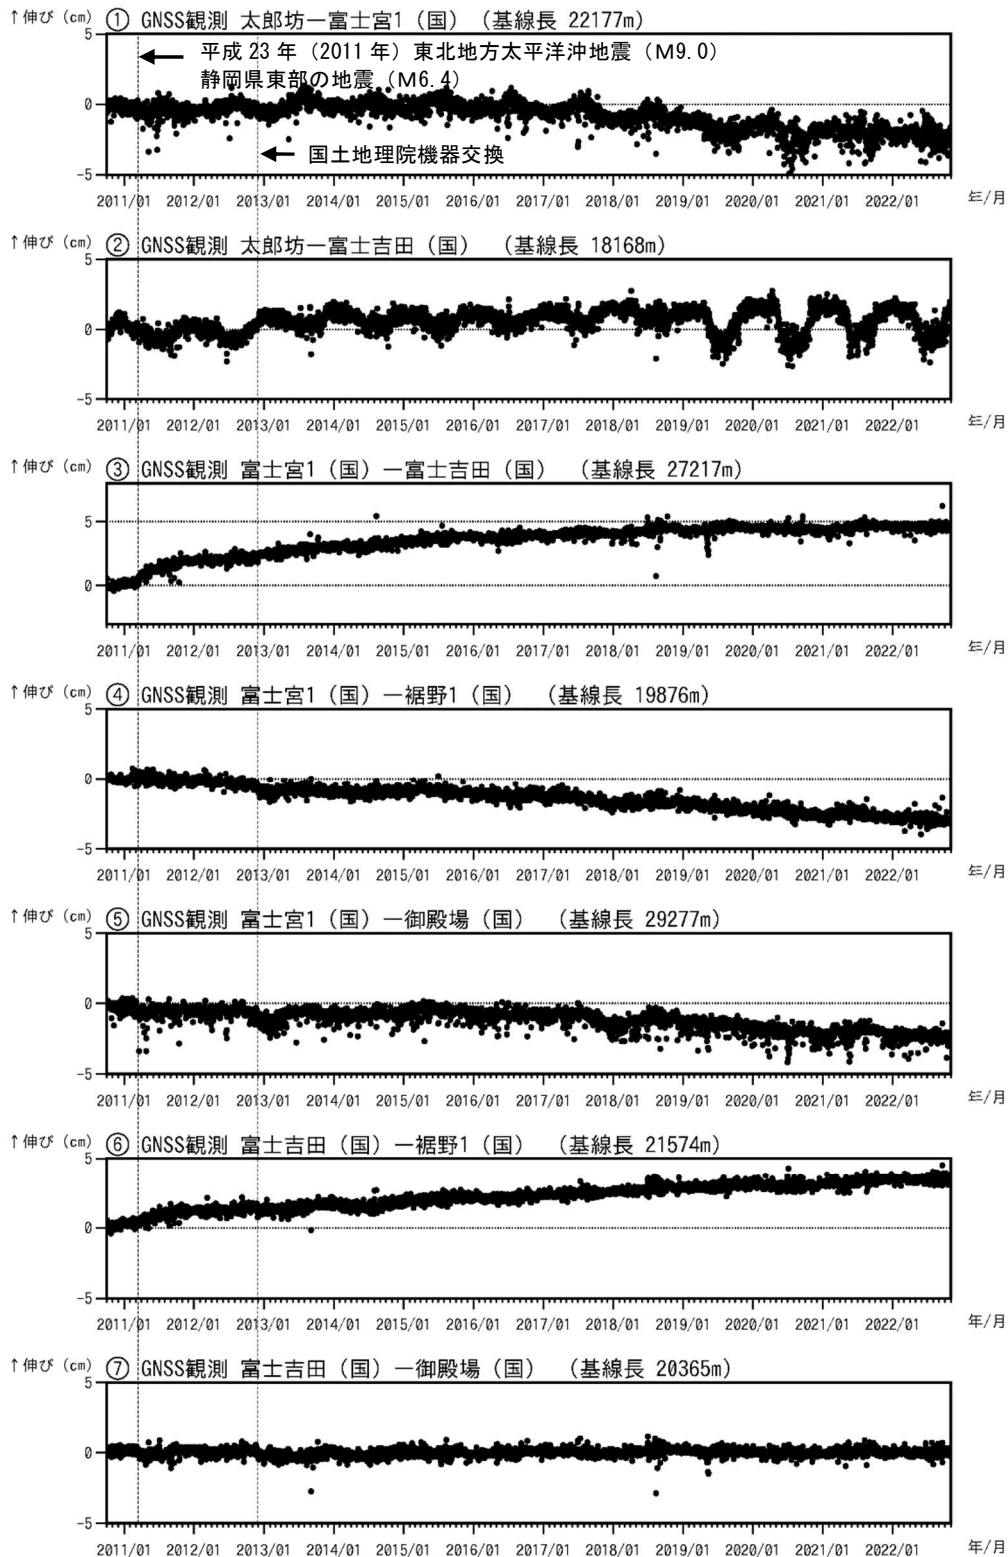 ↑伸び（cm） ① GNSS観測 太郎坊ー富士宮1（国）（基線長 22177m）
5
平成 23 年（2011 年）東北地方太平洋沖地震（M9.0）
静岡県東部の地震（M6.4）
0
国土地理院機器交換
-5
2011/01 2012/01 2013/01 2014/01 2015/01 2016/01 2017/01 2018/01 2019/01 2020/01 2021/01 2022/01 年/月
↑伸び（cm） ② GNSS観測 太郎坊ー富士吉田（国） （基線長 18168m）
5
0
-5
2011/01 2012/01 2013/01 2014/01 2015/01 2016/01 2017/01 2018/01 2019/01 2020/01 2021/01 2022/01 年/月
↑伸び（cm） ③ GNSS観測 富士宮1（国）ー富士吉田（国） （基線長 27217m）
5
0
2011/01 2012/01 2013/01 2014/01 2015/01 2016/01 2017/01 2018/01 2019/01 2020/01 2021/01 2022/01 年/月
↑伸び（cm） ④ GNSS観測 富士宮1（国）ー裾野1（国） （基線長 19876m）
5
0
-5
2011/01 2012/01 2013/01 2014/01 2015/01 2016/01 2017/01 2018/01 2019/01 2020/01 2021/01 2022/01 年/月
↑伸び（cm） ⑤ GNSS観測 富士宮1（国）ー御殿場（国） （基線長 29277m）
5
0
-5
2011/01 2012/01 2013/01 2014/01 2015/01 2016/01 2017/01 2018/01 2019/01 2020/01 2021/01 2022/01 年/月
↑伸び（cm） ⑥ GNSS観測 富士吉田（国）ー裾野1（国） （基線長 21574m）
5
0
-5
2011/01 2012/01 2013/01 2014/01 2015/01 2016/01 2017/01 2018/01 2019/01 2020/01 2021/01 2022/01 年/月
↑伸び（cm） ⑦ GNSS観測 富士吉田（国）ー御殿場（国） （基線長 20365m）
5
0
-5
2011/01 2012/01 2013/01 2014/01 2015/01 2016/01 2017/01 2018/01 2019/01 2020/01 2021/01 2022/01 年/月